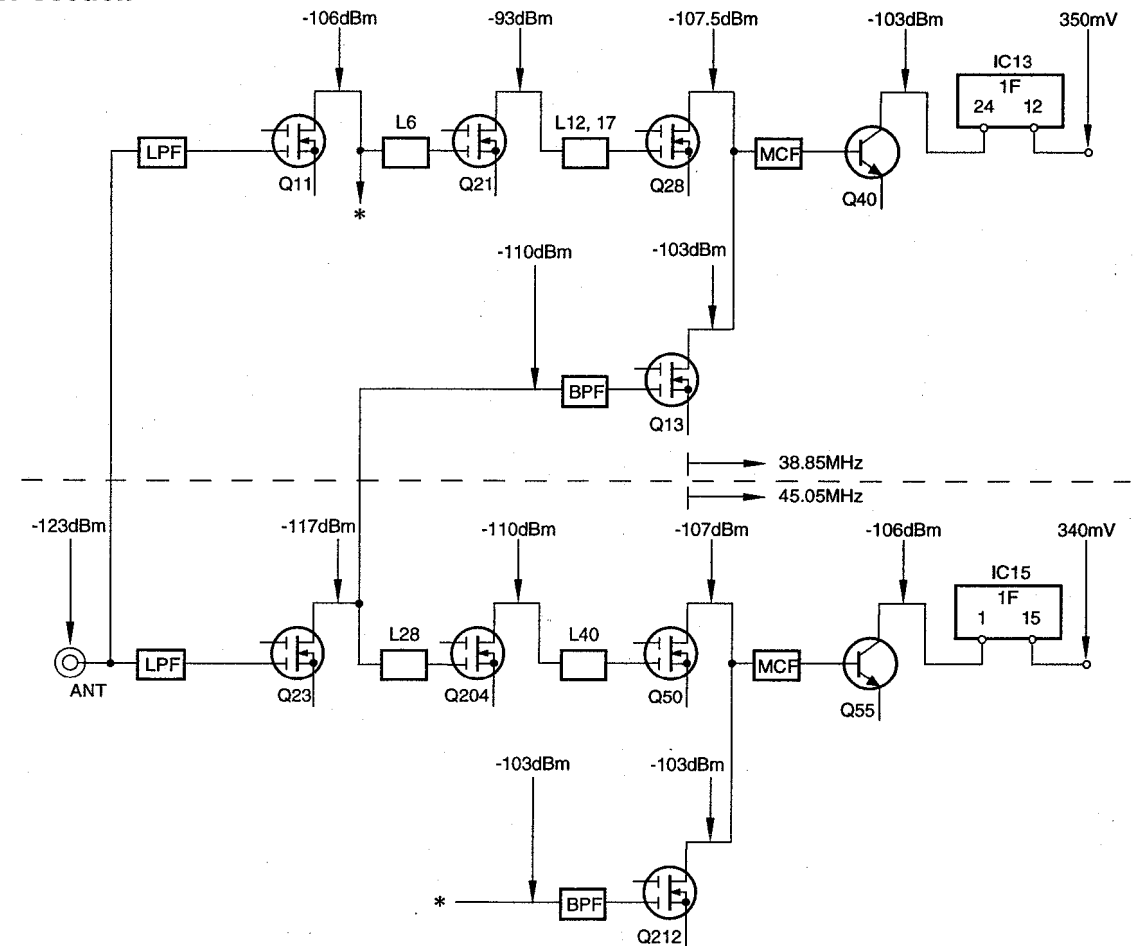 -106dBm -93dBm -107.5dBm -103dBm 350mV
IC13
1F
24 12
LPF L6 L12, 17 MCF
Q11 Q21 Q28 Q40
*
-110dBm -103dBm
BPF
Q13
38.85MHz
45.05MHz
-123dBm -117dBm -110dBm -107dBm -106dBm 340mV
IC15
1F
1 15
L28 L40
LPF MCF
ANT Q23 Q204 Q50 Q55
-103dBm -103dBm
* BPF
Q212